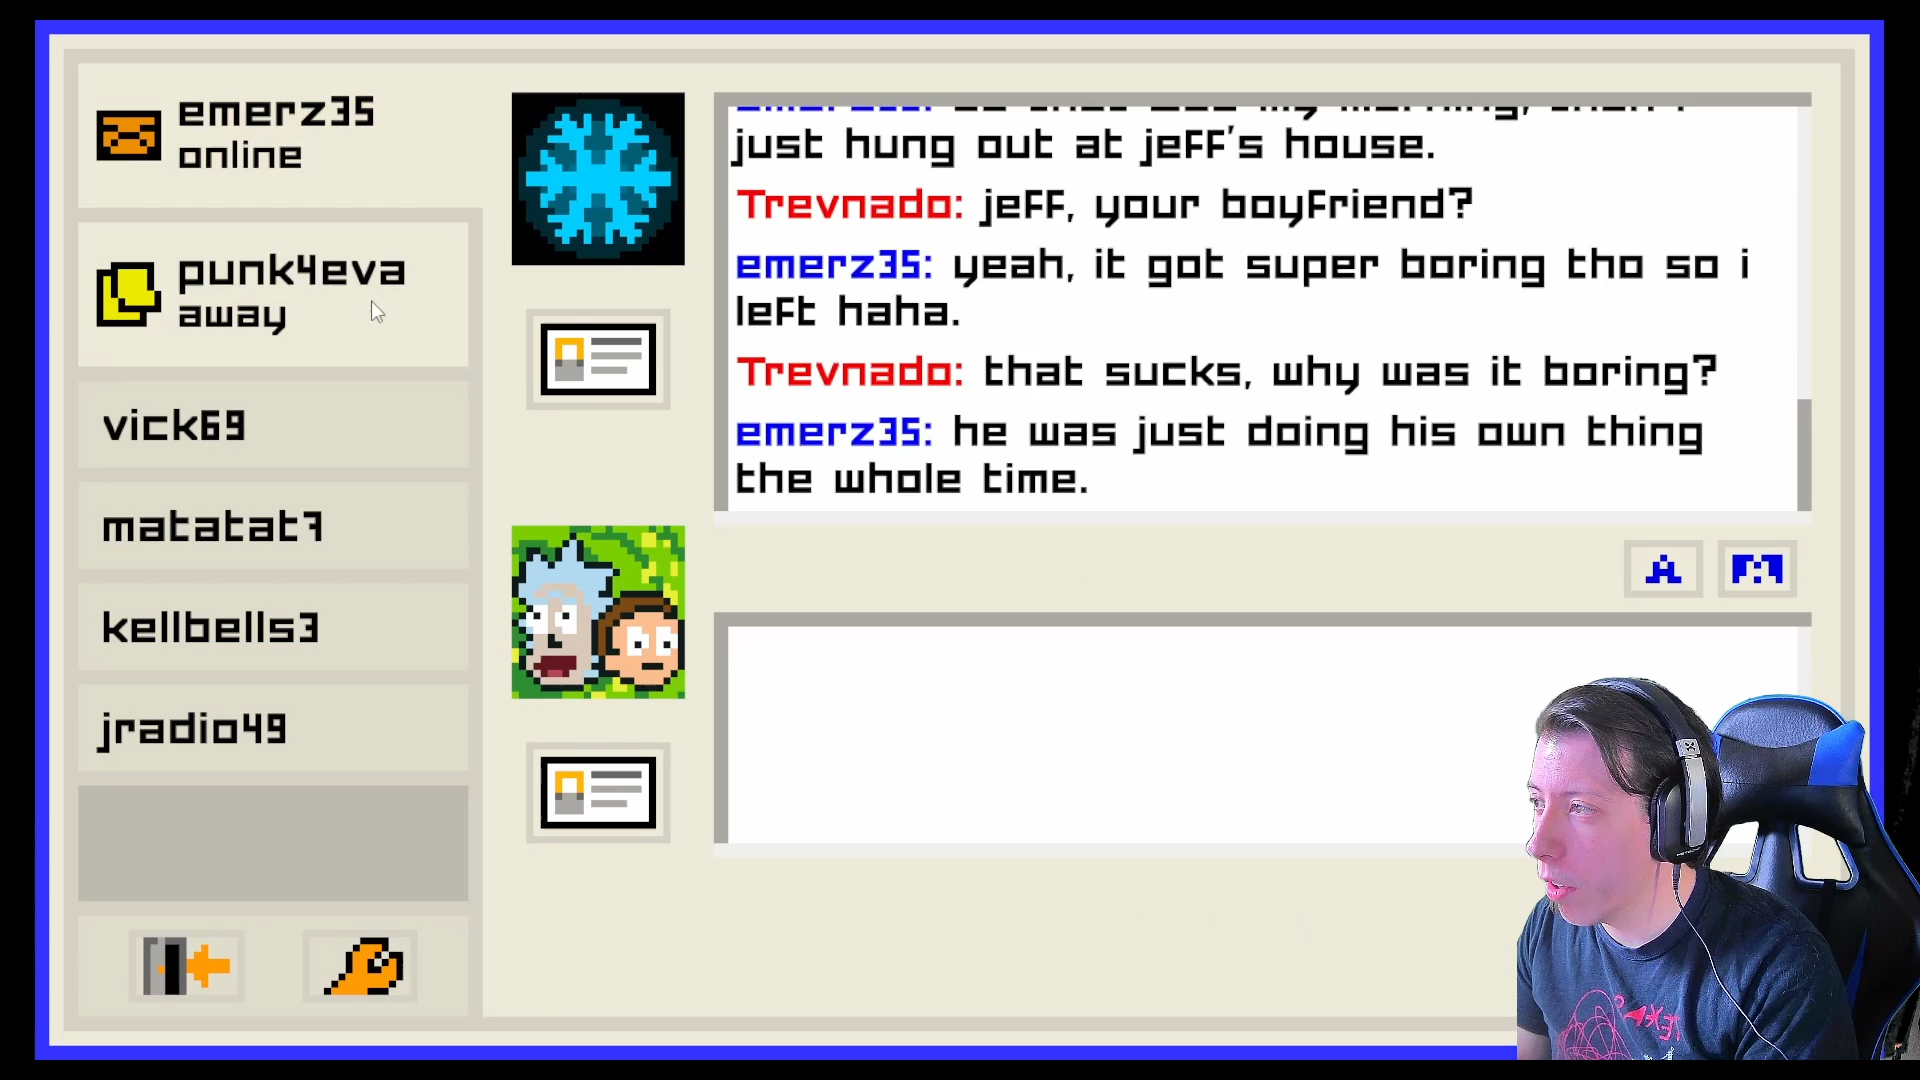 emerz35
online
punk4eva
away
vick69
matatat7
kellbells3
jradio49
just hung out at jeff's house.
Trevnado: jeff, your boyfriend?
emerz35: yeah, it got super boring tho so i
left haha.
Trevnado: that sucks, why was it boring?
emerz35: he was just doing his own thing
the whole time.
A